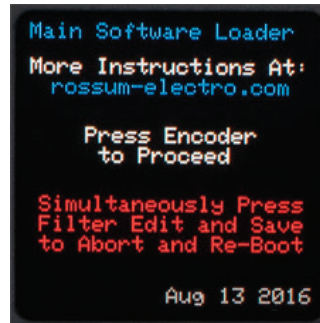 Main Software Loader
More Instructions At:
rossum-electro.com
Press Encoder
to Proceed
Simultaneously Press
Filter Edit and Save
to Abort and Re-Boot
Aug 13 2016